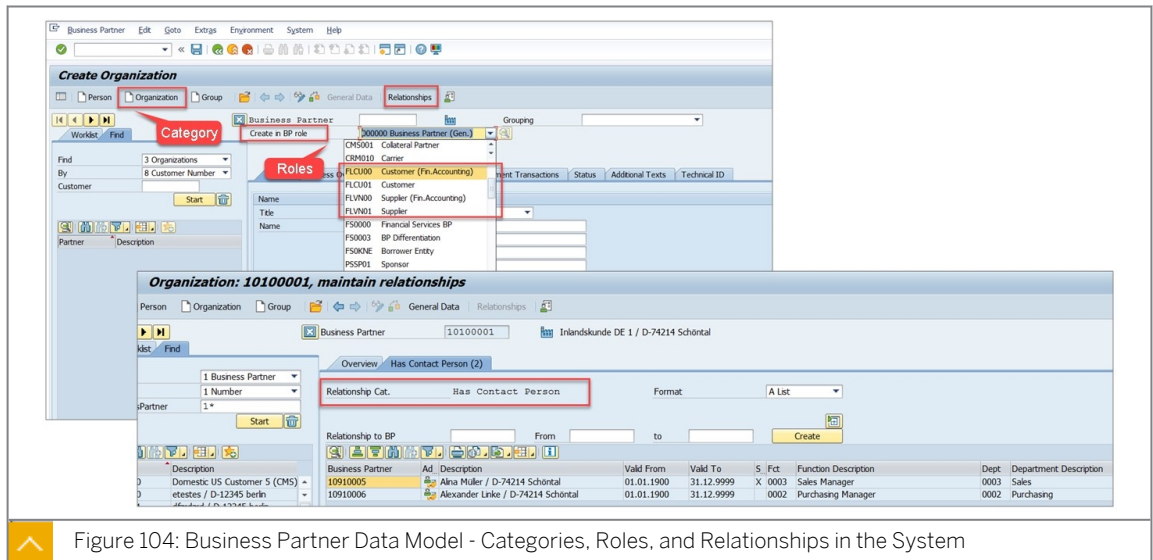 Business Partner Edit Goto Extras Environment System Help
Create Organization
Person Organization Group General Data Relationships
Business Partner Grouping
Worklist Find
Category
Create in BP role 000000 Business Partner (Gen.)
CMS001 Collateral Partner
CRM010 Carrier
Roles
FLCU00 Customer (Fin.Accounting)
FLCU01 Customer
FLVN00 Supplier (Fin.Accounting)
FLVN01 Supplier
FS0000 Financial Services BP
FS0003 BP Differentiation
FS0KNE Borrower Entity
PSSP01 Sponsor
ment Transactions Status Additional Texts Technical ID
Find 3 Organizations
By 8 Customer Number
Customer
Start
Name
Title
Name
Partner Description
Organization: 10100001, maintain relationships
Person Organization Group General Data Relationships
Business Partner 10100001 Inlandskunde DE 1 / D-74214 Schöntal
klist Find
Overview Has Contact Person (2)
1 Business Partner
1 Number
sPartner 1*
Start
Relationship Cat. Has Contact Person Format A List
Relationship to BP From to Create
Description
Domestic US Customer 5 (CMS)
etestes / D-12345 berlin
Business Partner Ad Description Valid From Valid To S Fct Function Description Dept Department Description
10910005 Alina Müller / D-74214 Schöntal 01.01.1900 31.12.9999 X 0003 Sales Manager 0003 Sales
10910006 Alexander Linke / D-74214 Schöntal 01.01.1900 31.12.9999 0002 Purchasing Manager 0002 Purchasing
Figure 104: Business Partner Data Model - Categories, Roles, and Relationships in the System